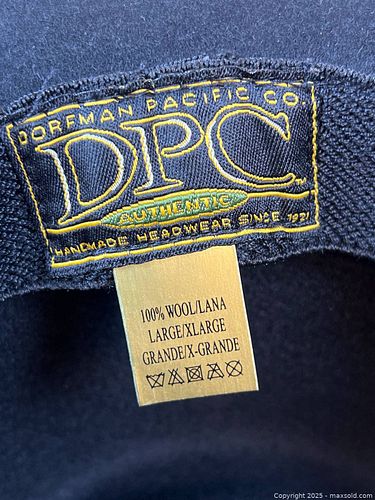 DORFMAN PACIFIC CO.
DPC
AUTHENTIC
HANDMADE HEADWEAR SINCE 1921
100% WOOL/LANA
LARGE/XLARGE
GRANDE/X-GRANDE
Copyright 2025 - maxsold.com